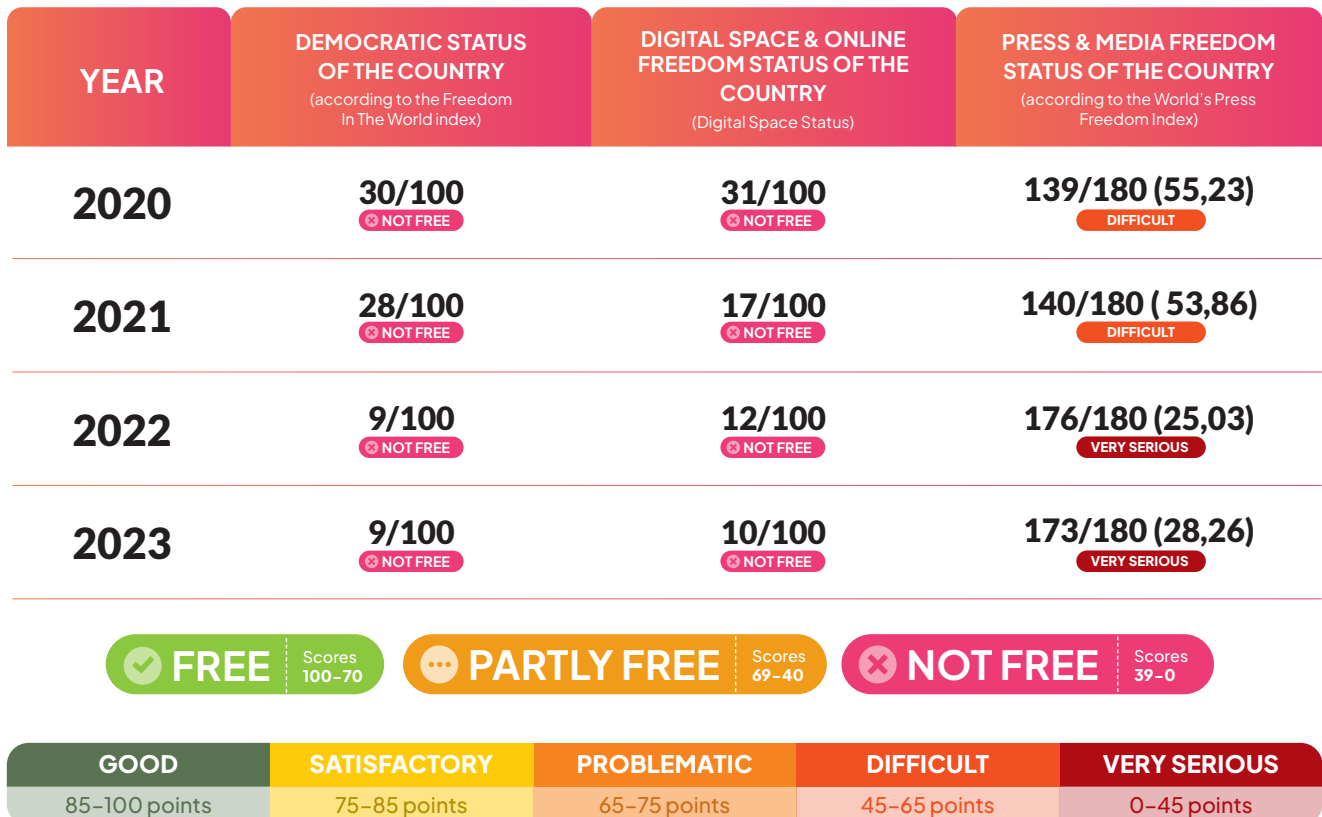 YEAR
DEMOCRATIC STATUS
OF THE COUNTRY
(according to the Freedom
In The World index)
DIGITAL SPACE & ONLINE
FREEDOM STATUS OF THE
COUNTRY
(Digital Space Status)
PRESS & MEDIA FREEDOM
STATUS OF THE COUNTRY
(according to the World's Press
Freedom Index)
2020
30/100
NOT FREE
31/100
NOT FREE
139/180 (55,23)
DIFFICULT
2021
28/100
NOT FREE
17/100
NOT FREE
140/180 ( 53,86)
DIFFICULT
2022
9/100
NOT FREE
12/100
NOT FREE
176/180 (25,03)
VERY SERIOUS
2023
9/100
NOT FREE
10/100
NOT FREE
173/180 (28,26)
VERY SERIOUS
FREE
Scores
100-70
PARTLY FREE
Scores
69-40
NOT FREE
Scores
39-0
GOOD
85-100 points
SATISFACTORY
75-85 points
PROBLEMATIC
65-75 points
DIFFICULT
45-65 points
VERY SERIOUS
0-45 points